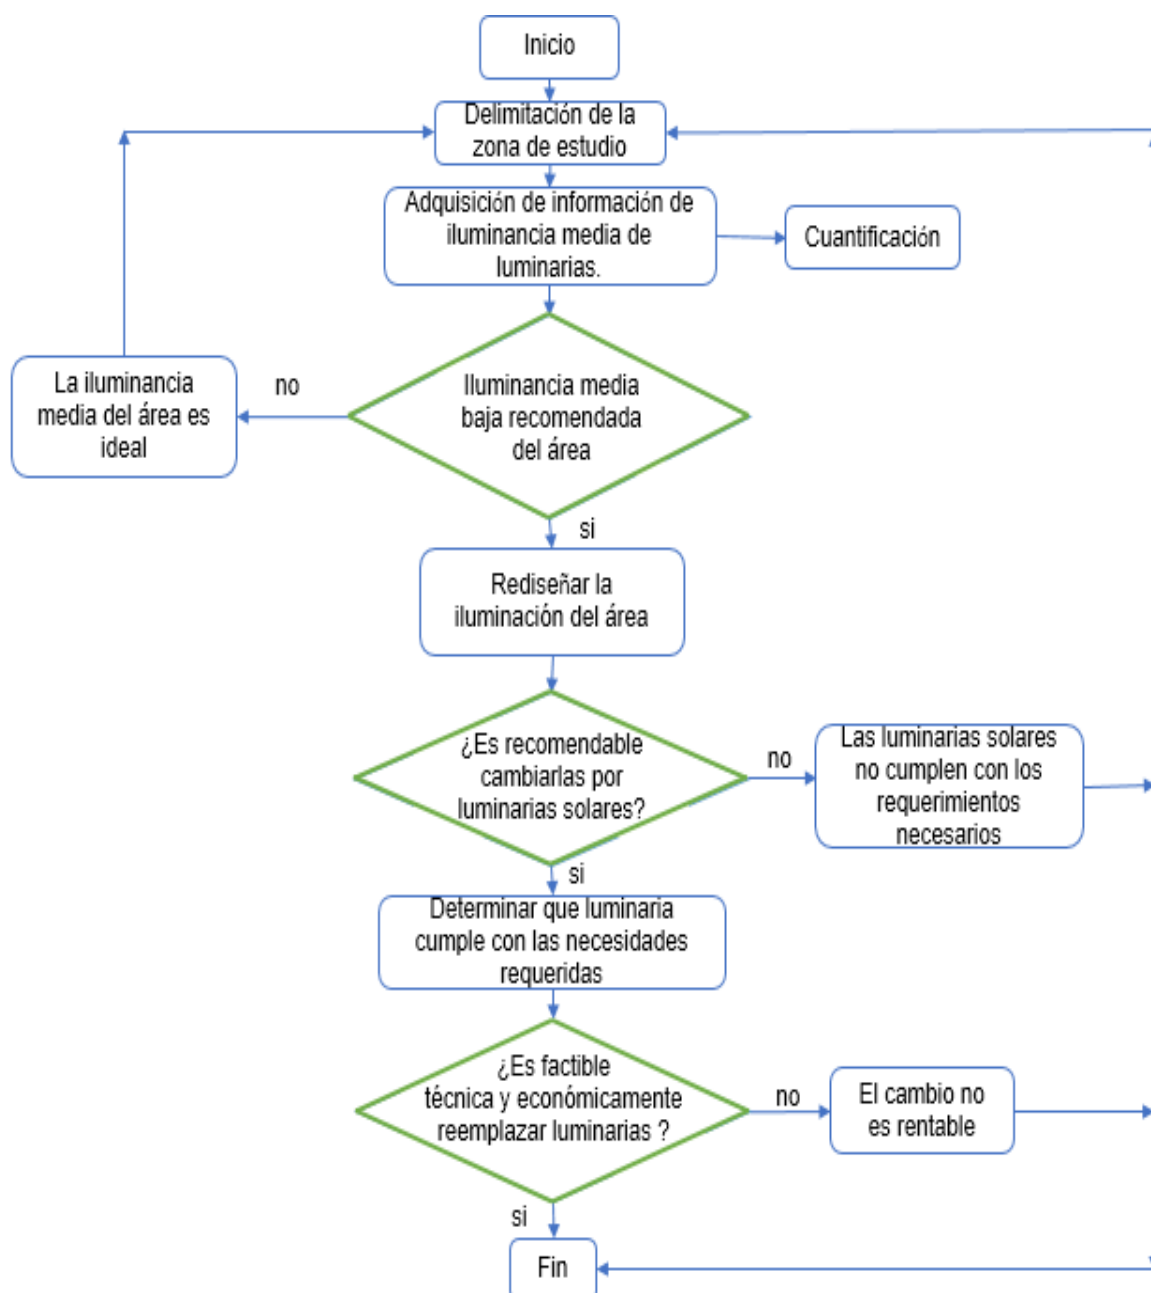 Inicio
Delimitación de la
zona de estudio
Adquisición de información de
iluminancia media de
luminarias.
Cuantificación
La iluminancia
media del área es
ideal
no
Iluminancia media
baja recomendada
del área
si
Rediseñar la
iluminación del área
¿Es recomendable
cambiarlas por
luminarias solares?
no
Las luminarias solares
no cumplen con los
requerimientos
necesarios
si
Determinar que luminaria
cumple con las necesidades
requeridas
¿Es factible
técnica y económicamente
reemplazar luminarias ?
no
El cambio no
es rentable
si
Fin